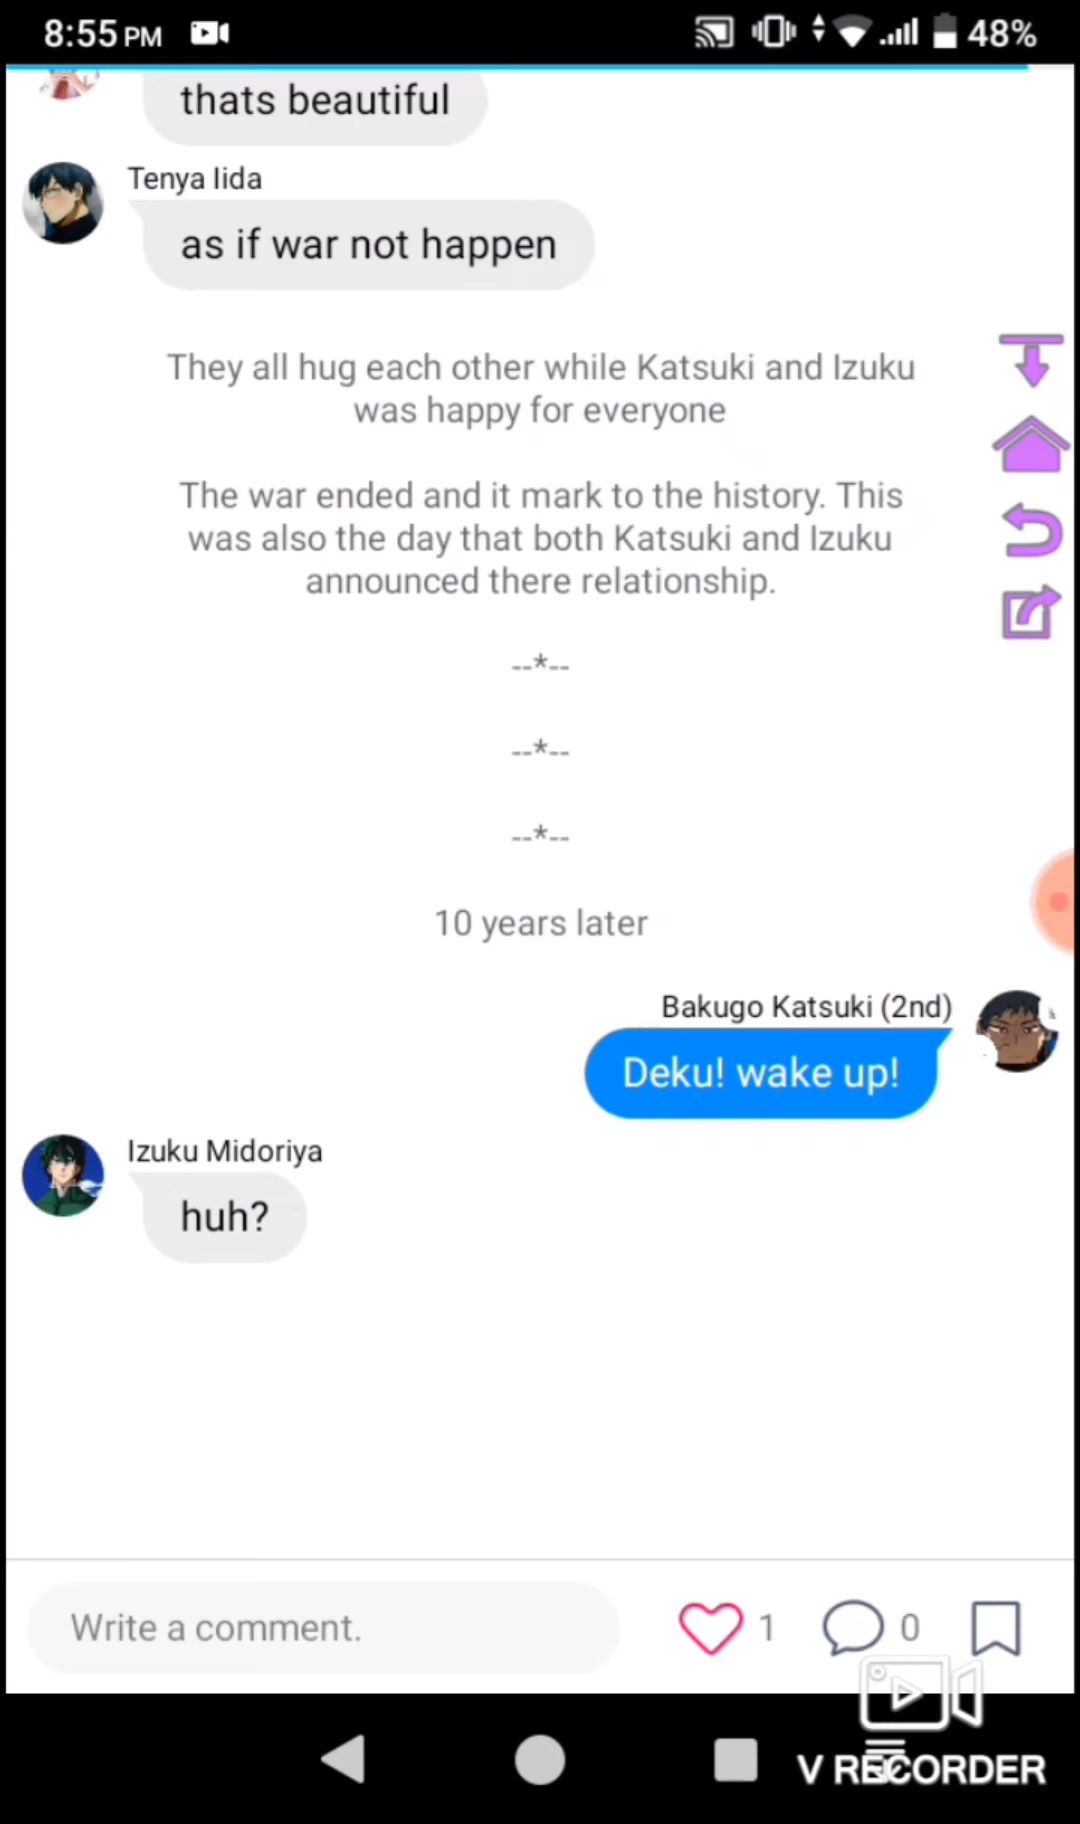 8:55 PM
48%
thats beautiful
Tenya Iida
as if war not happen
They all hug each other while Katsuki and Izuku
was happy for everyone
The war ended and it mark to the history. This
was also the day that both Katsuki and Izuku
announced there relationship.
--*--
--*--
--*--
10 years later
Bakugo Katsuki (2nd)
Deku! wake up!
Izuku Midoriya
huh?
Write a comment.
1
0
V RECORDER